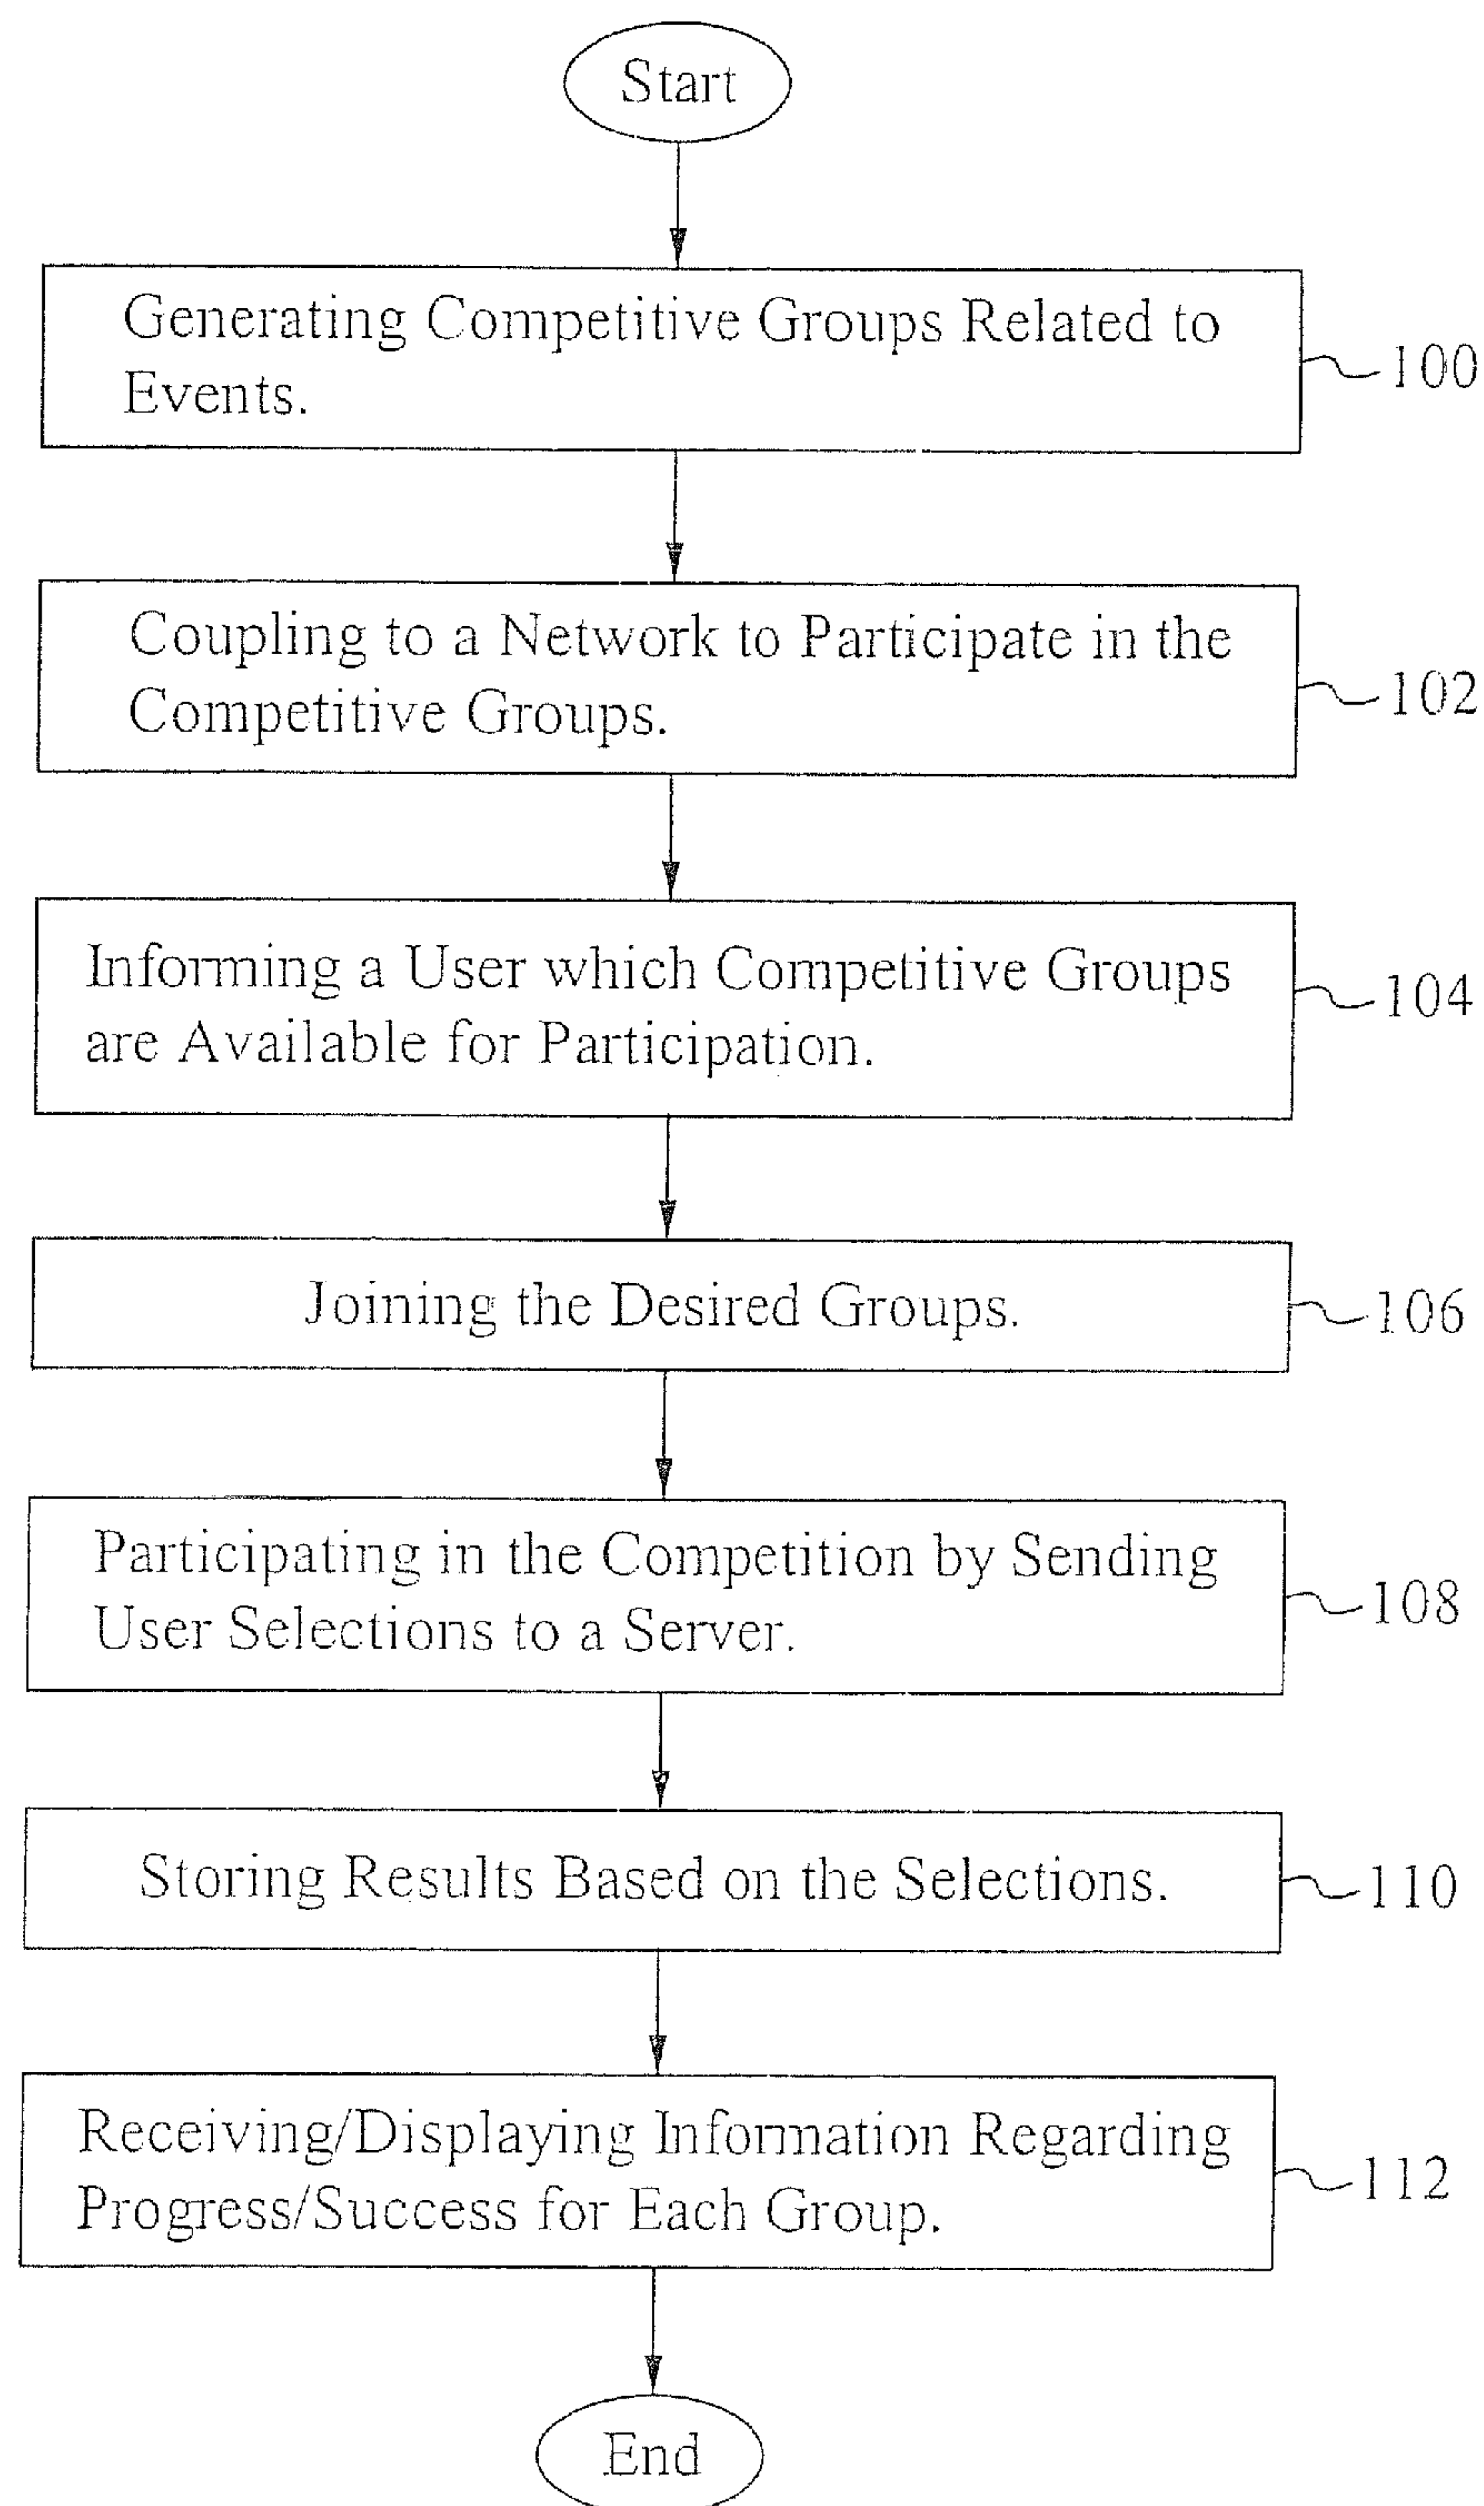 Start
Generating Competitive Groups Related to
Events.
100
Coupling to a Network to Participate in the
Competitive Groups.
102
Informing a User which Competitive Groups
are Available for Participation.
104
Joining the Desired Groups.
106
Participating in the Competition by Sending
User Selections to a Server.
108
Storing Results Based on the Selections.
110
Receiving/Displaying Information Regarding
Progress/Success for Each Group.
112
End